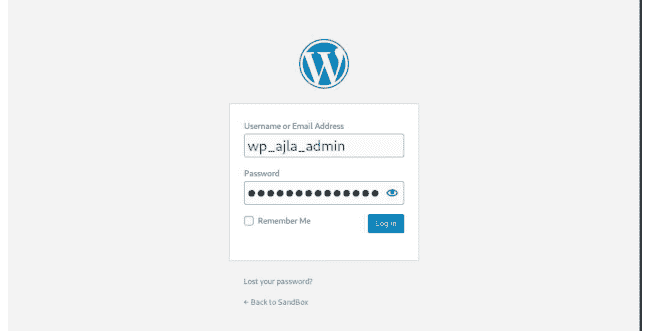 Username or Email Address
wp_ajla_admin
Password
Remember Me
Log in
Lost your password?
← Back to SandBox